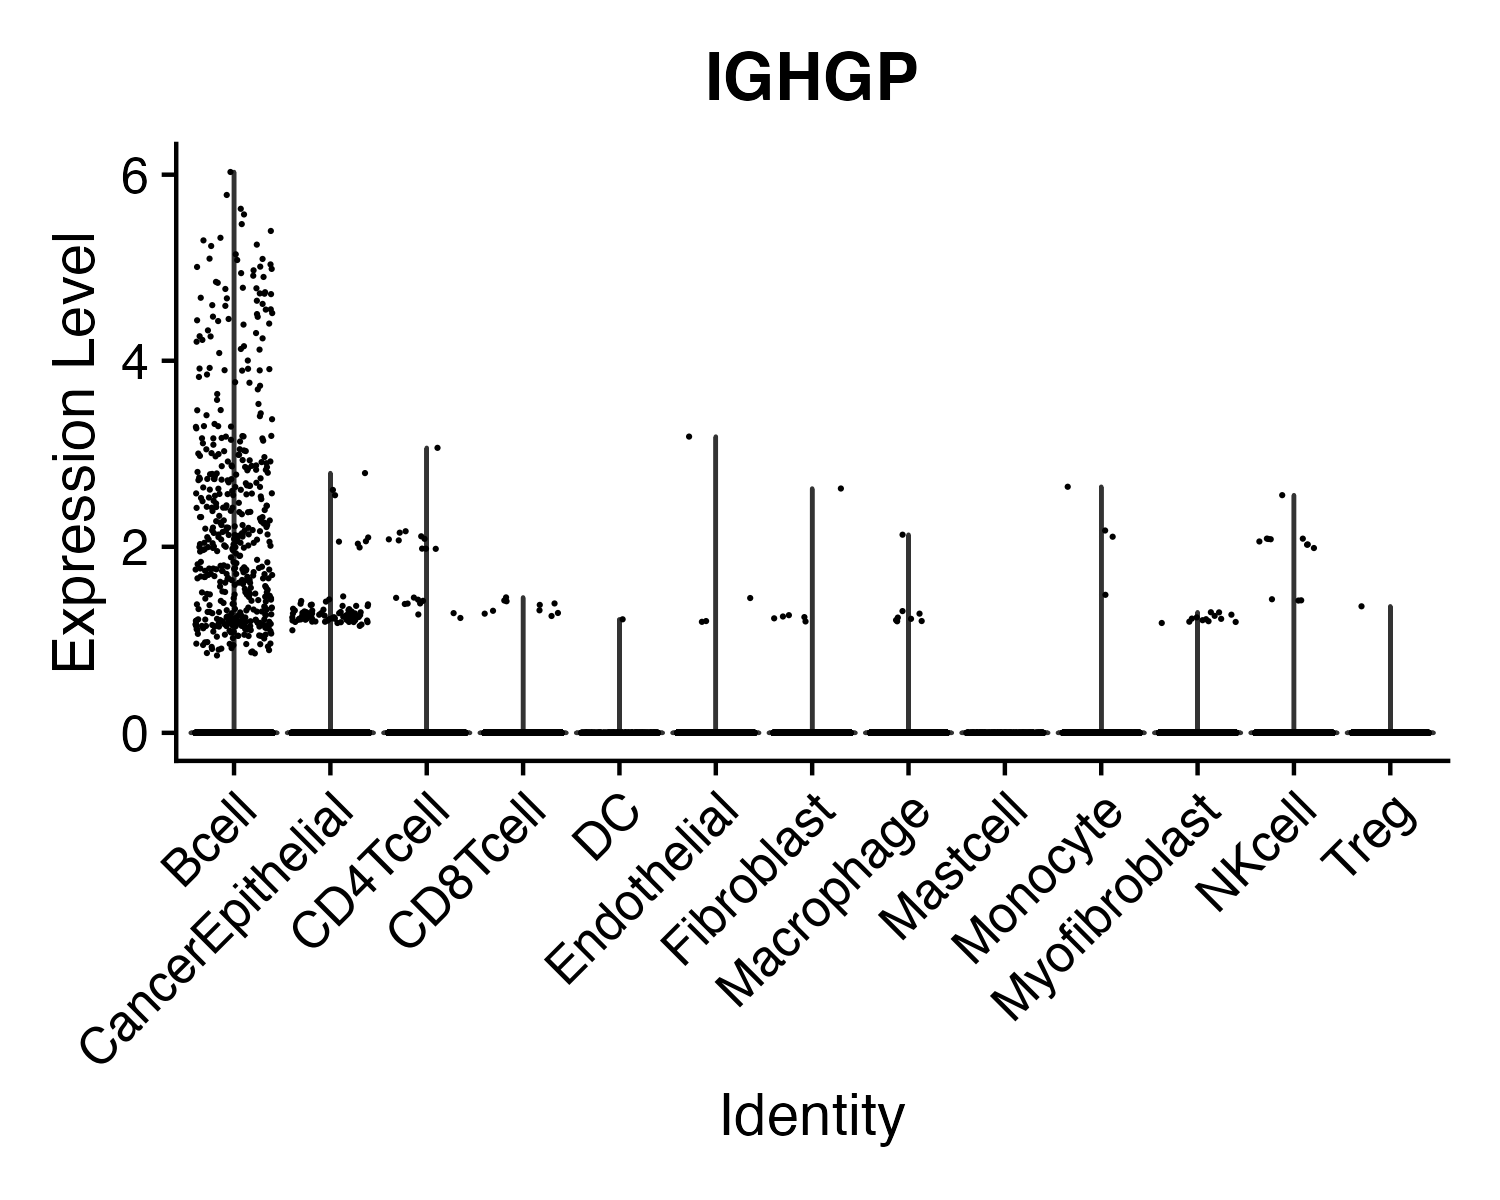 IGHGP
Expression Level
6
4
2
0
Bcell
CancerEpithelial
CD4Tcell
CD8Tcell
DC
Endothelial
Fibroblast
Macrophage
Mastcell
Monocyte
Myofibroblast
NKcell
Treg
Identity